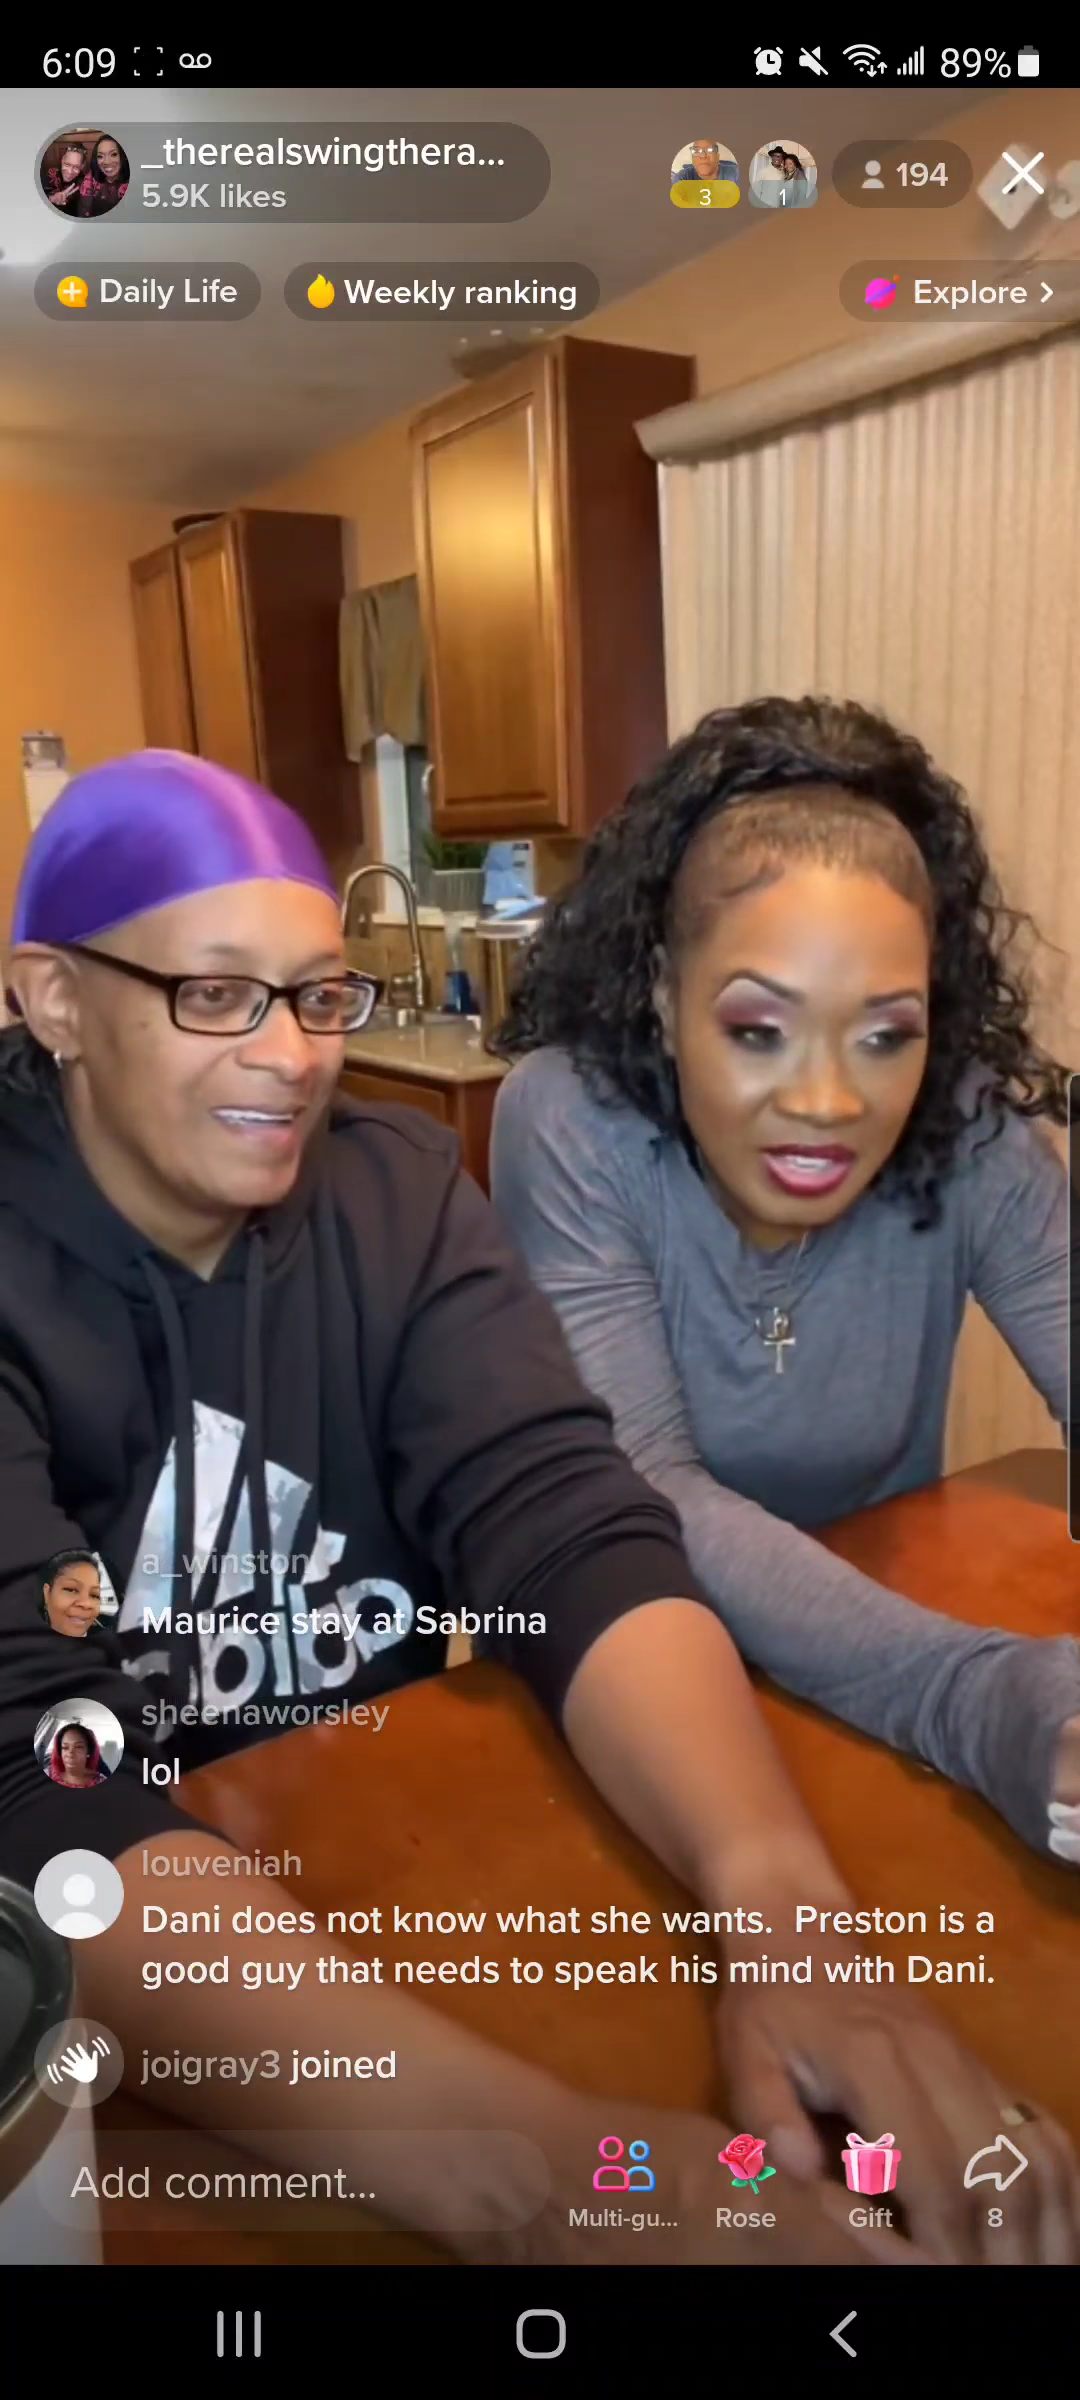 6:09
89%
_therealswingthera...
5.9K likes
3
1
194
Daily Life
Weekly ranking
Explore >
a_winston
Maurice stay at Sabrina
sheenaworsley
lol
louveniah
Dani does not know what she wants.  Preston is a
good guy that needs to speak his mind with Dani.
joigray3 joined
Add comment...
Multi-gu...
Rose
Gift
8